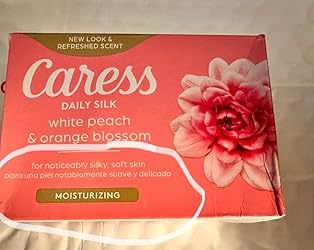 NEW LOOK &
REFRESHED SCENT
Caress
DAILY SILK
white peach
& orange blossom
for noticeably silky, soft skin
para una piel notablemente suave y delicada
MOISTURIZING